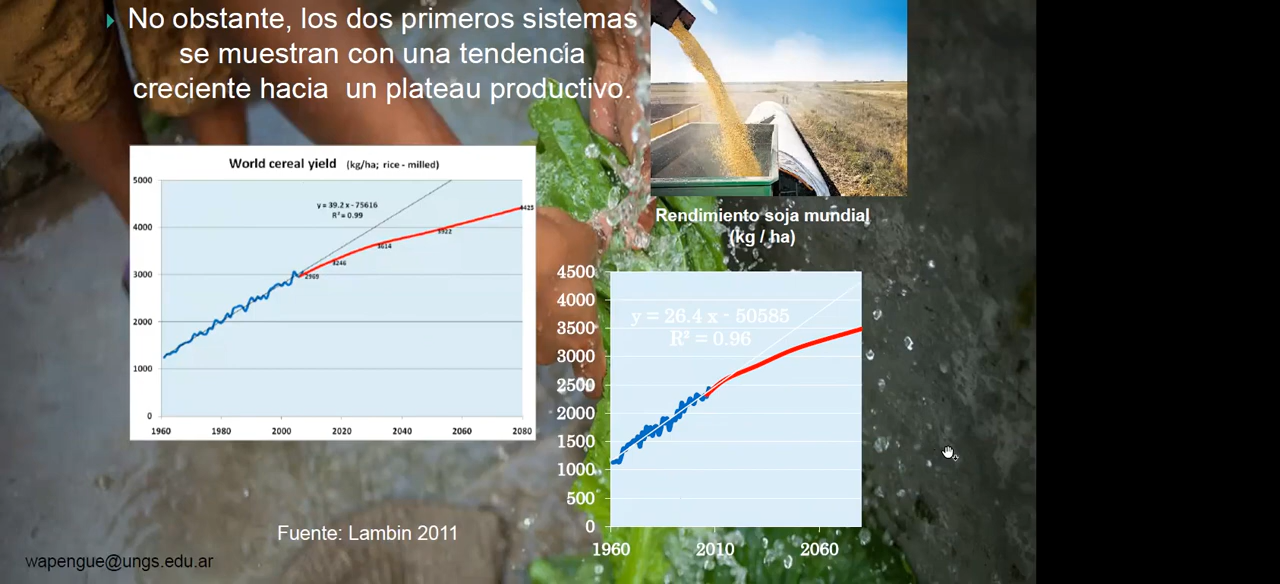 No obstante, los dos primeros sistemas
se muestran con una tendencia
creciente hacia un plateau productivo.
World cereal yield (kg/ha; rice - milled)
5000
4000
3000
2000
1000
0
y = 39.2 x - 75616
R² = 0.99
2969
3246
3614
3922
4423
1960
1980
2000
2020
2040
2060
2080
Rendimiento soja mundial
(kg / ha)
4500
4000
3500
3000
2500
2000
1500
1000
500
0
y = 26.4 x - 50585
R² = 0.96
1960
2010
2060
Fuente: Lambin 2011
wapengue@ungs.edu.ar